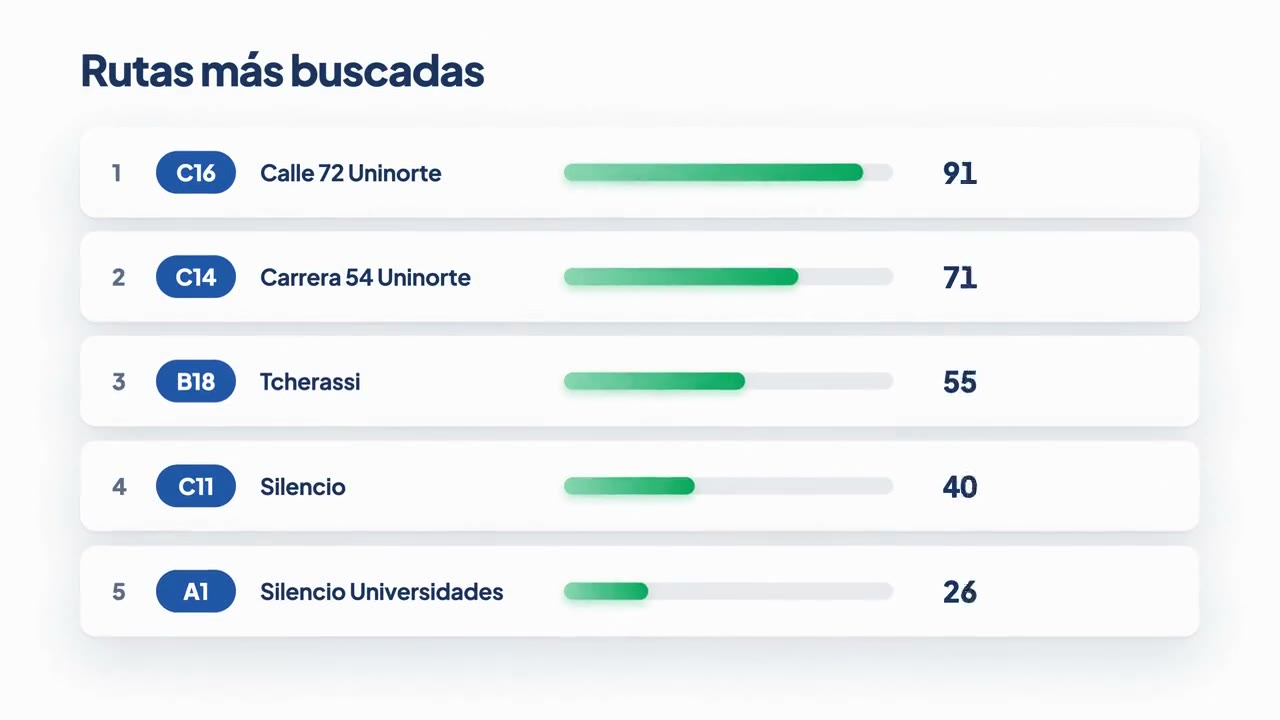 Rutas más buscadas
1 C16 Calle 72 Uninorte 91
2 C14 Carrera 54 Uninorte 71
3 B18 Tcherassi 55
4 C11 Silencio 40
5 A1 Silencio Universidades 26